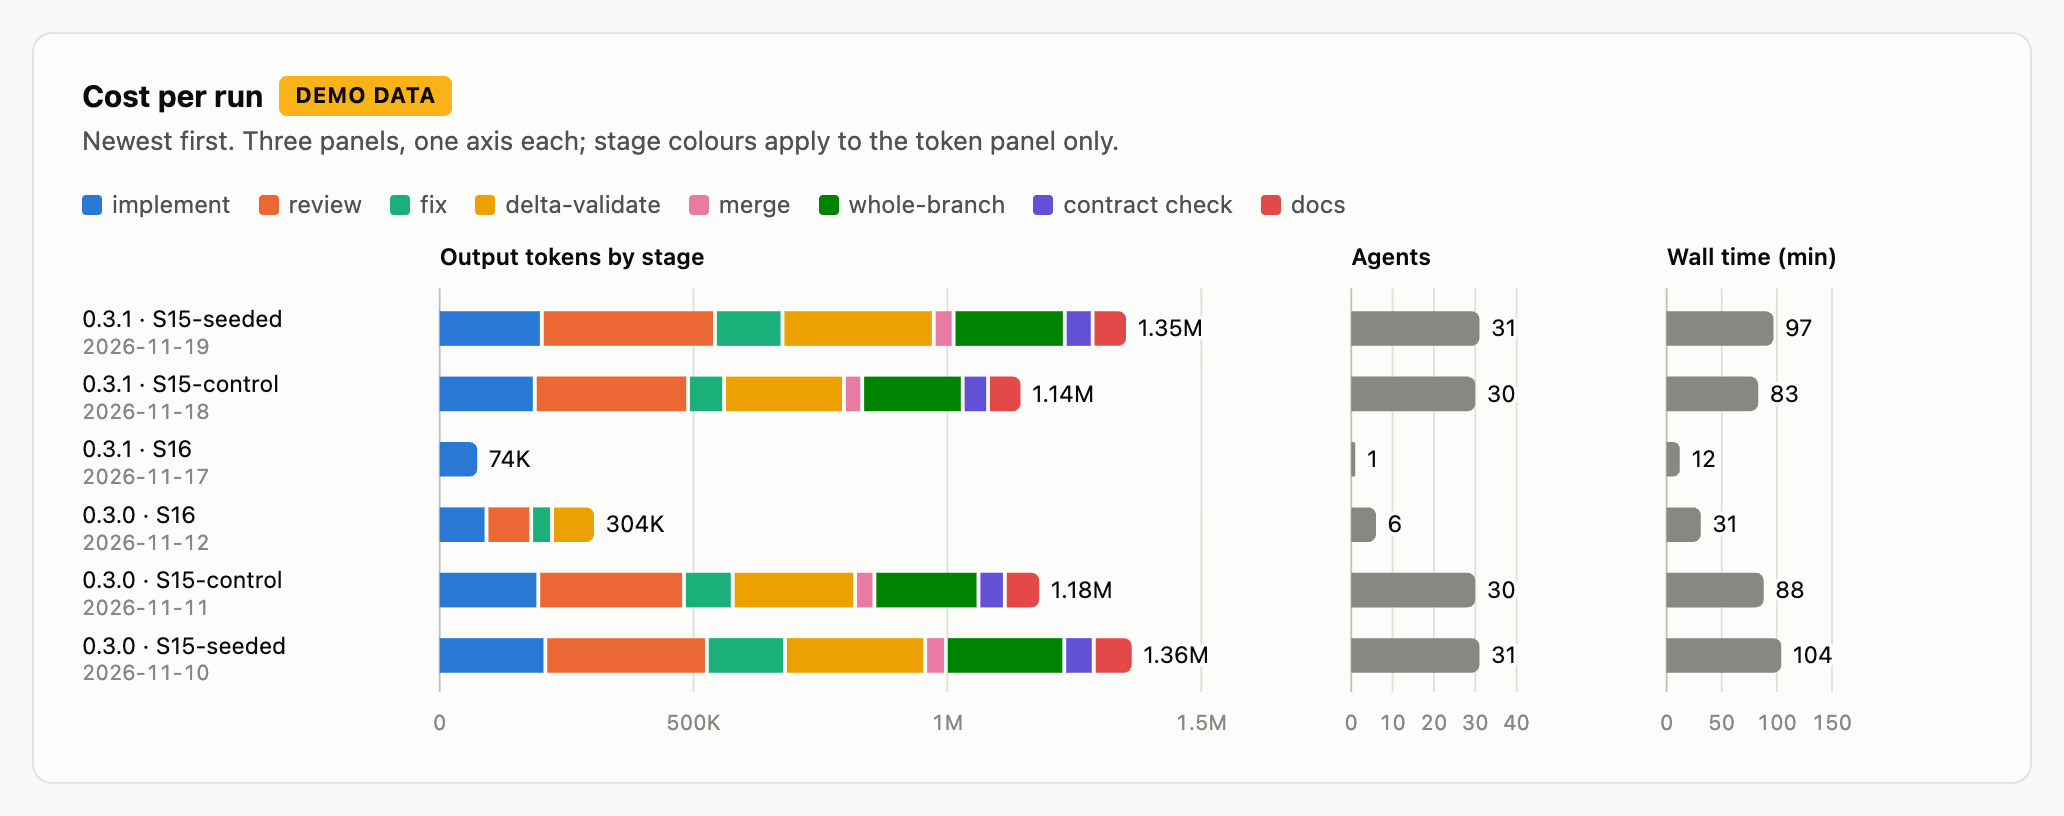 Cost per run DEMO DATA
Newest first. Three panels, one axis each; stage colours apply to the token panel only.
implement review fix delta-validate merge whole-branch contract check docs
Output tokens by stage Agents Wall time (min)
0.3.1 · S15-seeded
2026-11-19
1.35M 31 97
0.3.1 · S15-control
2026-11-18
1.14M 30 83
0.3.1 · S16
2026-11-17
74K 1 12
0.3.0 · S16
2026-11-12
304K 6 31
0.3.0 · S15-control
2026-11-11
1.18M 30 88
0.3.0 · S15-seeded
2026-11-10
1.36M 31 104
0 500K 1M 1.5M 0 10 20 30 40 0 50 100 150